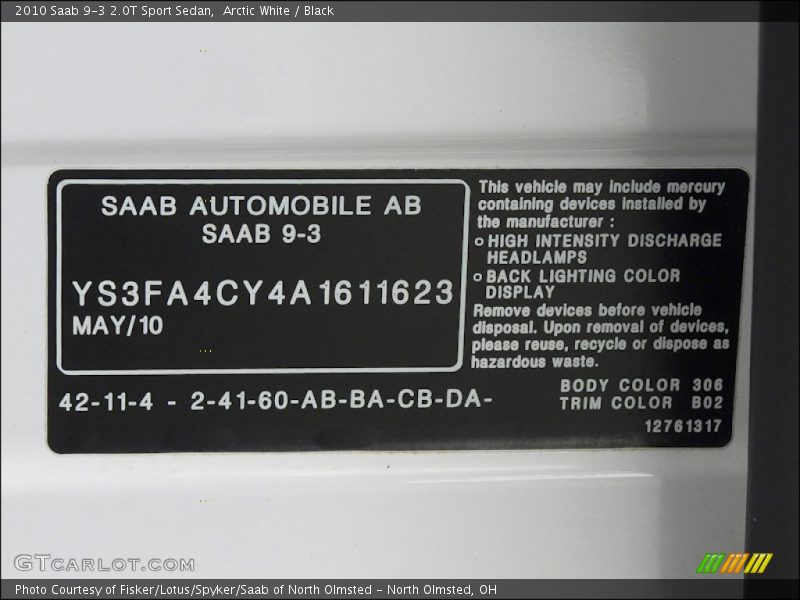 2010 Saab 9-3 2.0T Sport Sedan,  Arctic White / Black
SAAB AUTOMOBILE AB
SAAB 9-3
YS3FA4CY4A1611623
MAY/10
This vehicle may include mercury
containing devices installed by
the manufacturer :
o HIGH INTENSITY DISCHARGE
HEADLAMPS
o BACK LIGHTING COLOR
DISPLAY
Remove devices before vehicle
disposal. Upon removal of devices,
please reuse, recycle or dispose as
hazardous waste.
42-11-4 - 2-41-60-AB-BA-CB-DA-
BODY COLOR 306
TRIM COLOR B02
12761317
GTCARLOT.COM
Photo Courtesy of Fisker/Lotus/Spyker/Saab of North Olmsted - North Olmsted, OH